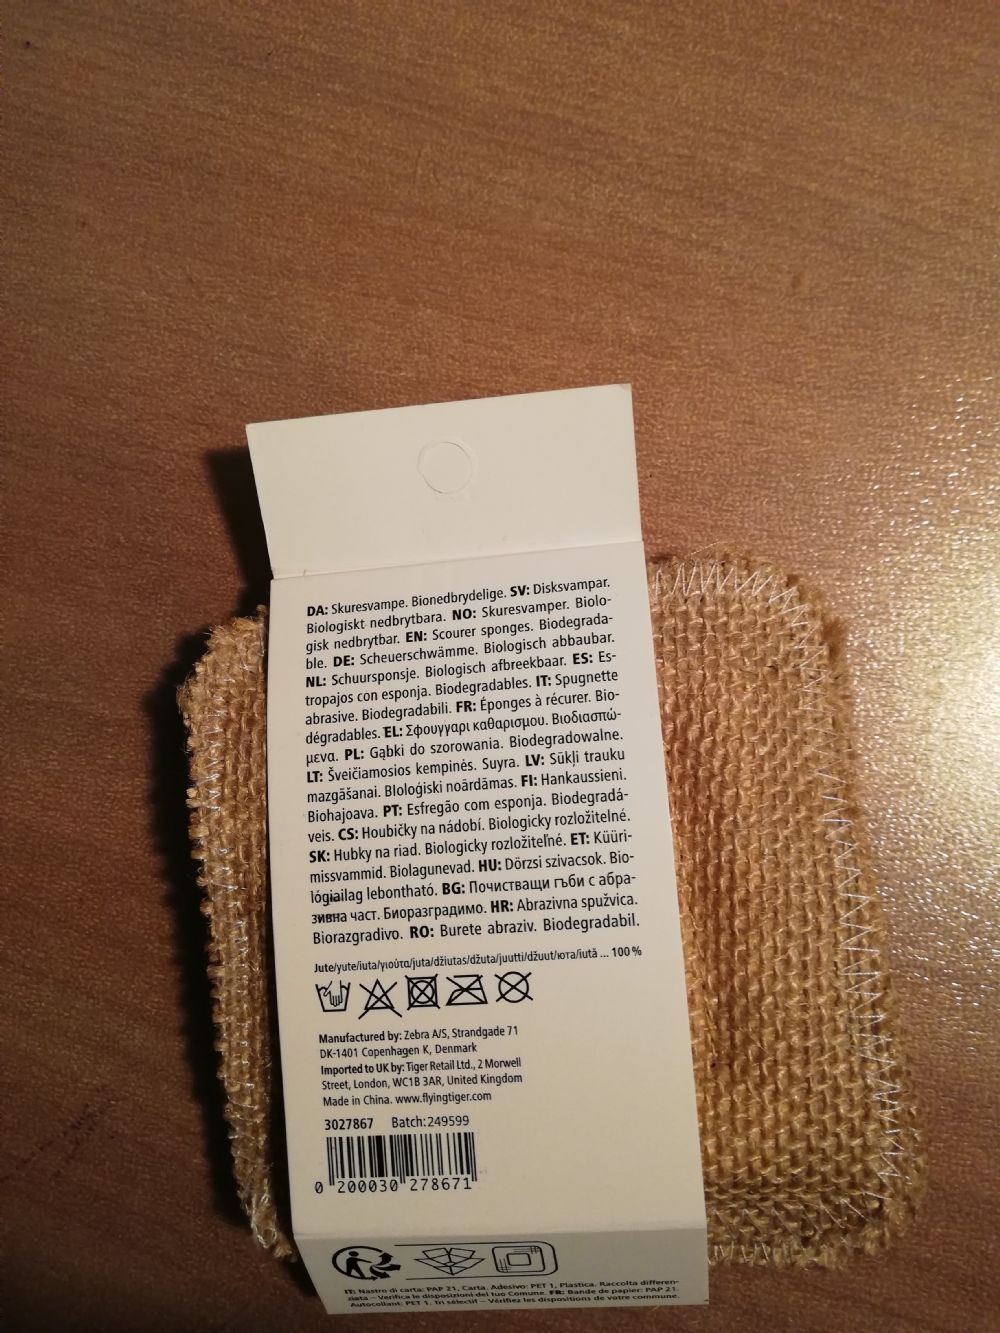 DA: Skuresvampe. Bionedbrydelige. SV: Disksvampar.
Biologiskt nedbrytbara. NO: Skuresvamper. Biolo-
gisk nedbrytbar. EN: Scourer sponges. Biodegrada-
ble. DE: Scheuerschwämme. Biologisch abbaubar.
NL: Schuursponsje. Biologisch afbreekbaar. ES: Es-
tropajos con esponja. Biodegradables. IT: Spugnette
abrasive. Biodegradabili. FR: Éponges à récurer. Bio-
dégradables. EL: Σφουγγαρι καθαρισμου. Βιοδιασπώ-
μενα. PL: Gąbki do szorowania. Biodegradowalne.
LT: Šveičiamosios kempinės. Suyra. LV: Sūkļi trauku
mazgāšanai. Bloloģiski noārdāmas. FI: Hankaussieni.
Biohajoava. PT: Esfregão com esponja. Biodegradá-
veis. CS: Houbičky na nádobí. Biologicky rozložitelné.
SK: Hubky na riad. Biologicky rozložiteľné. ET: Küüri-
missvammid. Biolagunevad. HU: Dörzsi szivacsok. Bio-
lógiailag lebontható. BG: Почистващи гъби с абра-
зивна част. Биоразградимо. HR: Abrazivna spužvica.
Biorazgradivo. RO: Burete abraziv. Biodegradabil.
Jute/yute/iuta/γιούτα/juta/džiutas/džuta/juutti/džuut/юта/iută ... 100 %
Manufactured by: Zebra A/S, Strandgade 71
DK-1401 Copenhagen K, Denmark
Imported to UK by: Tiger Retail Ltd., 2 Morwell
Street, London, WC1B 3AR, United Kingdom
Made in China. www.flyingtiger.com
3027867 Batch:249599
0 200030 278671
IT: Nastro di carta: PAP 21, Carta. Adesivo: PET 1, Plastica. Raccolta differen-
ziata – Verifica le disposizioni del tuo Comune. FR: Bande de papier: PAP 21.
Autocollant: PET 1. Tri sélectif – Vérifiez les dispositions de votre commune.